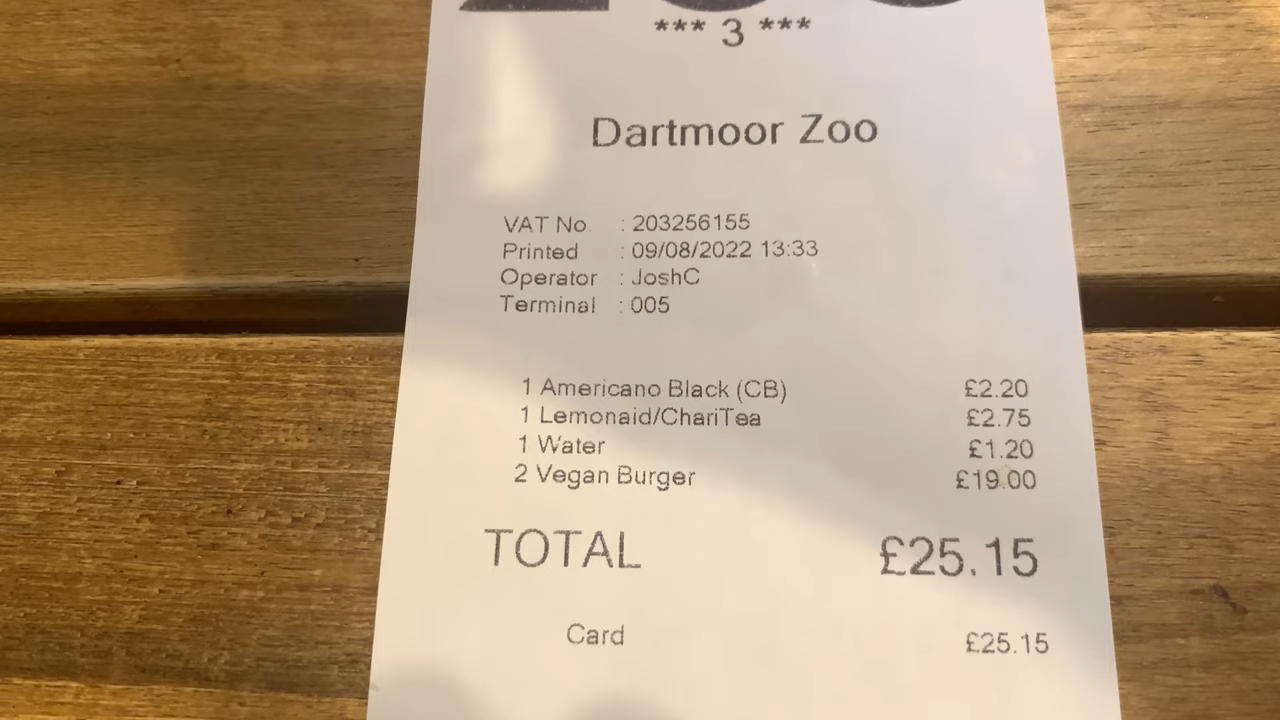 *** 3 ***
Dartmoor Zoo
VAT No. : 203256155
Printed : 09/08/2022 13:33
Operator : JoshC
Terminal : 005
1 Americano Black (CB) £2.20
1 Lemonaid/ChariTea £2.75
1 Water £1.20
2 Vegan Burger £19.00
TOTAL £25.15
Card £25.15